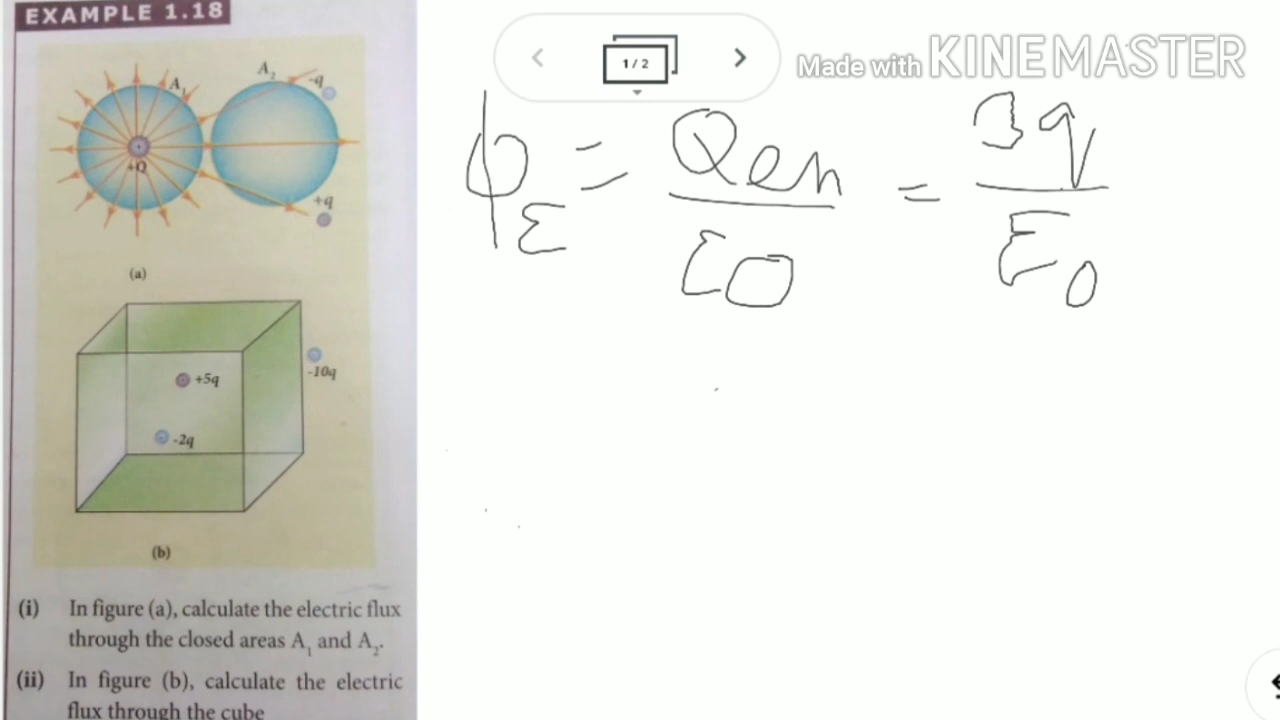 EXAMPLE 1.18
A₁
A₂
-q
+Q
+q
(a)
+5q
-10q
-2q
(b)
(i) In figure (a), calculate the electric flux
through the closed areas A₁ and A₂.
(ii) In figure (b), calculate the electric
flux through the cube
1 / 2
Made with KINEMASTER
ϕE = Qen/ε0 = 3q/E0